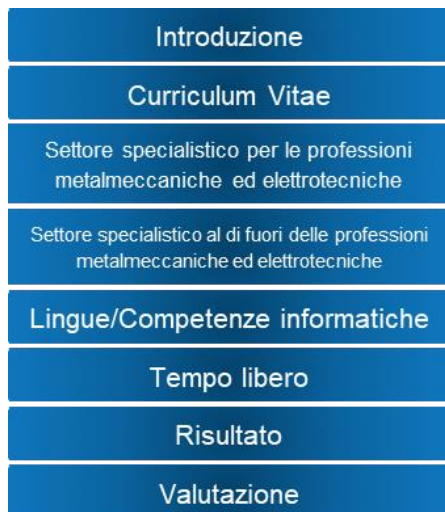 Introduzione
Curriculum Vitae
Settore specialistico per le professioni
metalmeccaniche ed elettrotecniche
Settore specialistico al di fuori delle professioni
metalmeccaniche ed elettrotecniche
Lingue/Competenze informatiche
Tempo libero
Risultato
Valutazione